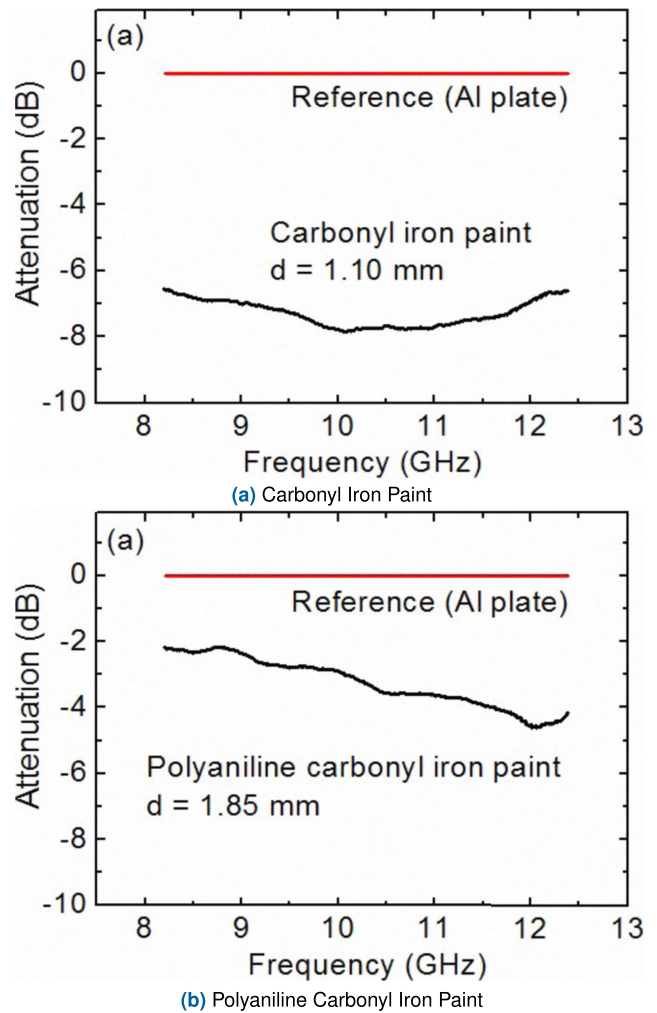 (a)
0
Reference (Al plate)
-2
-4
Carbonyl iron paint
d = 1.10 mm
-6
-8
-10
Attenuation (dB)
8 9 10 11 12 13
Frequency (GHz)
(a) Carbonyl Iron Paint
(a)
0
Reference (Al plate)
-2
-4
Polyaniline carbonyl iron paint
-6
d = 1.85 mm
-8
-10
Attenuation (dB)
8 9 10 11 12 13
Frequency (GHz)
(b) Polyaniline Carbonyl Iron Paint